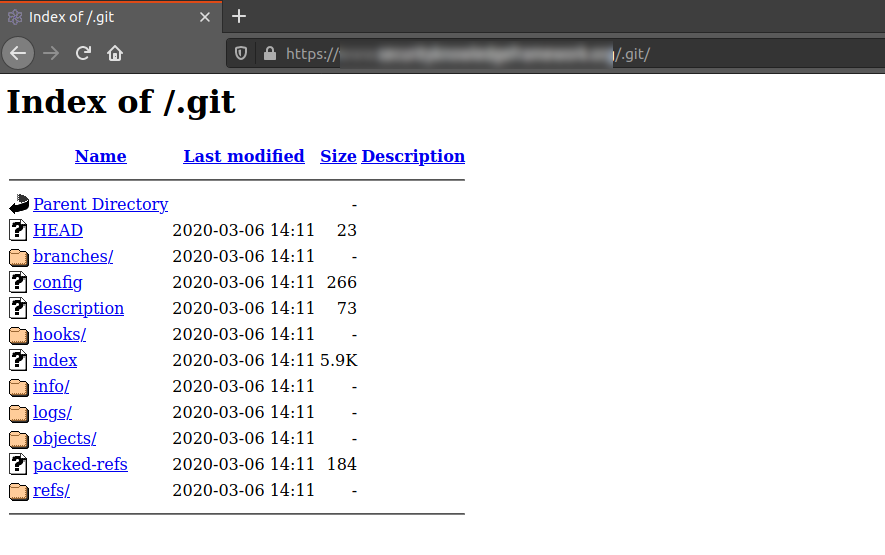 Index of /.git
https:// /.git/
Index of /.git
Name Last modified Size Description
Parent Directory -
HEAD 2020-03-06 14:11 23
branches/ 2020-03-06 14:11 -
config 2020-03-06 14:11 266
description 2020-03-06 14:11 73
hooks/ 2020-03-06 14:11 -
index 2020-03-06 14:11 5.9K
info/ 2020-03-06 14:11 -
logs/ 2020-03-06 14:11 -
objects/ 2020-03-06 14:11 -
packed-refs 2020-03-06 14:11 184
refs/ 2020-03-06 14:11 -